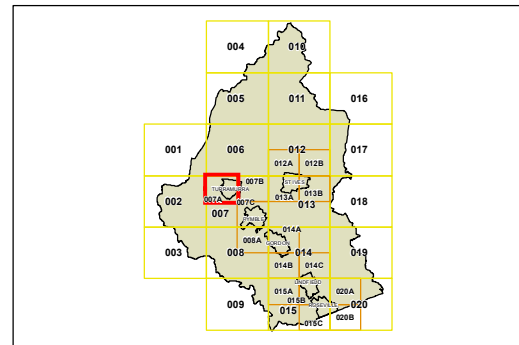 004 010
005 011 016
001 006 012 017
012A 012B
007B ST IVES
TURRAMURRA
002 007A 007C 013A 013B 018
007 013
PYMBLE
014A
008A GORDON
003 008 014 019
014B 014C
LINDFIELD
015A 020A
009 015B ROSEVILLE 020
015 020B
015C